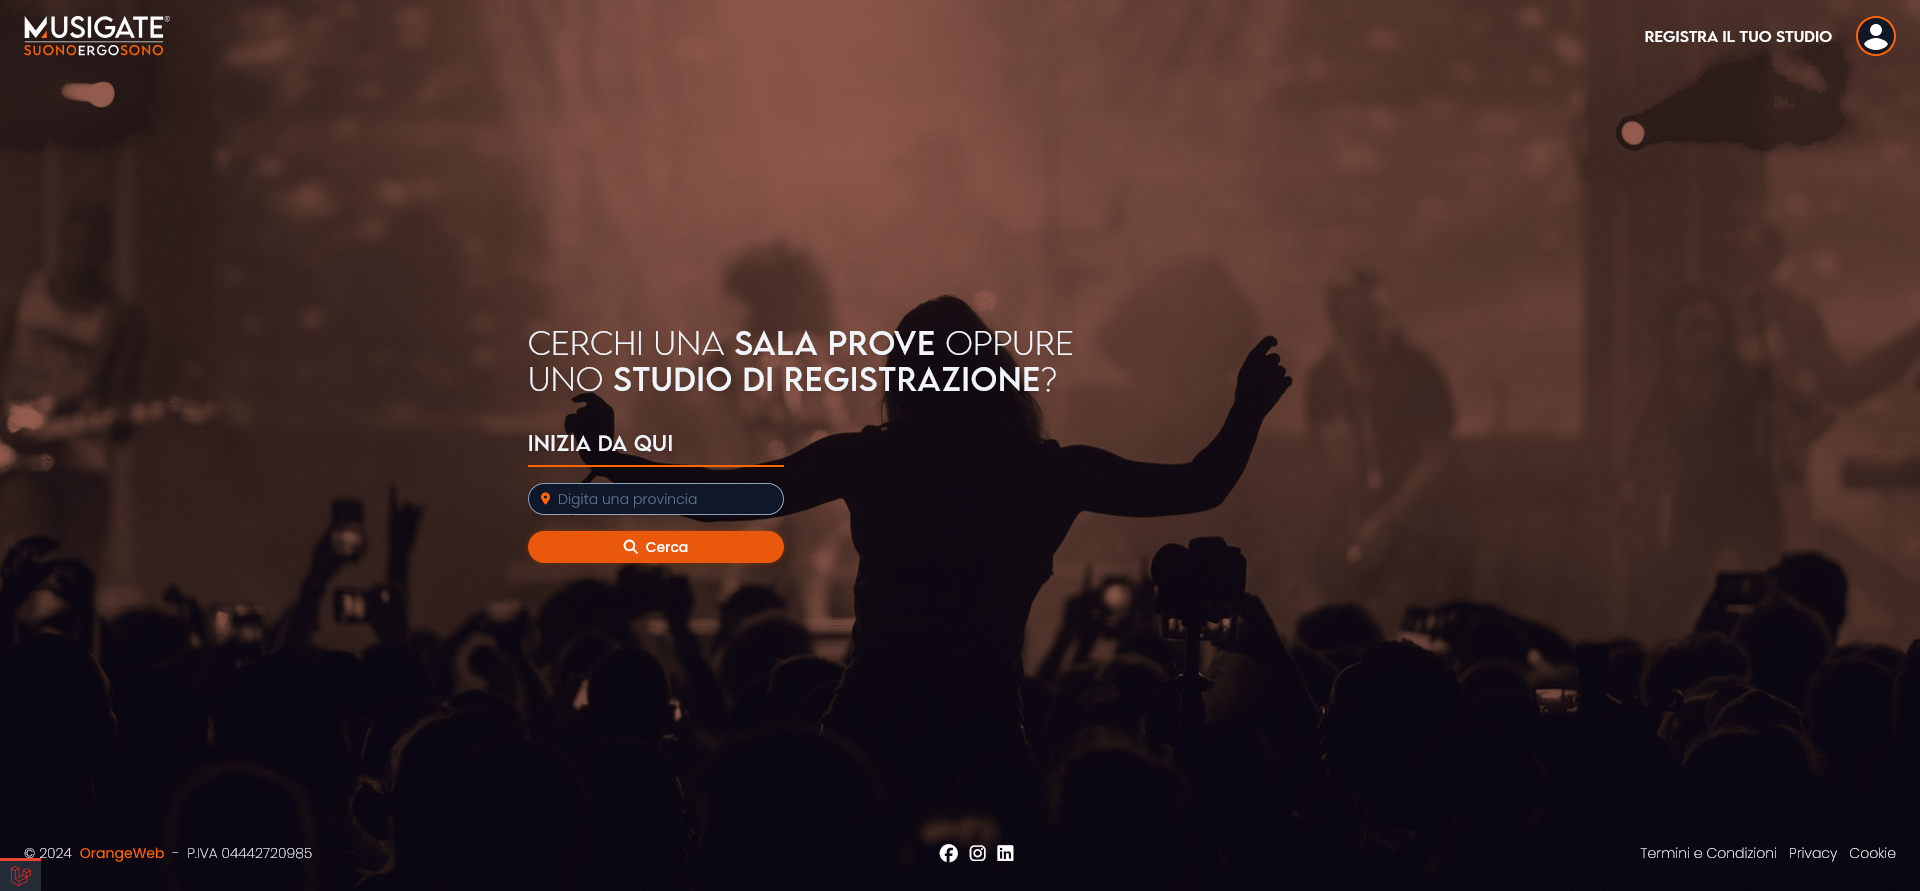 MUSIGATE®
SUONOERGOSONO
REGISTRA IL TUO STUDIO
CERCHI UNA SALA PROVE OPPURE
UNO STUDIO DI REGISTRAZIONE?
INIZIA DA QUI
Digita una provincia
Cerca
© 2024 OrangeWeb - P.IVA 04442720985
Termini e Condizioni Privacy Cookie